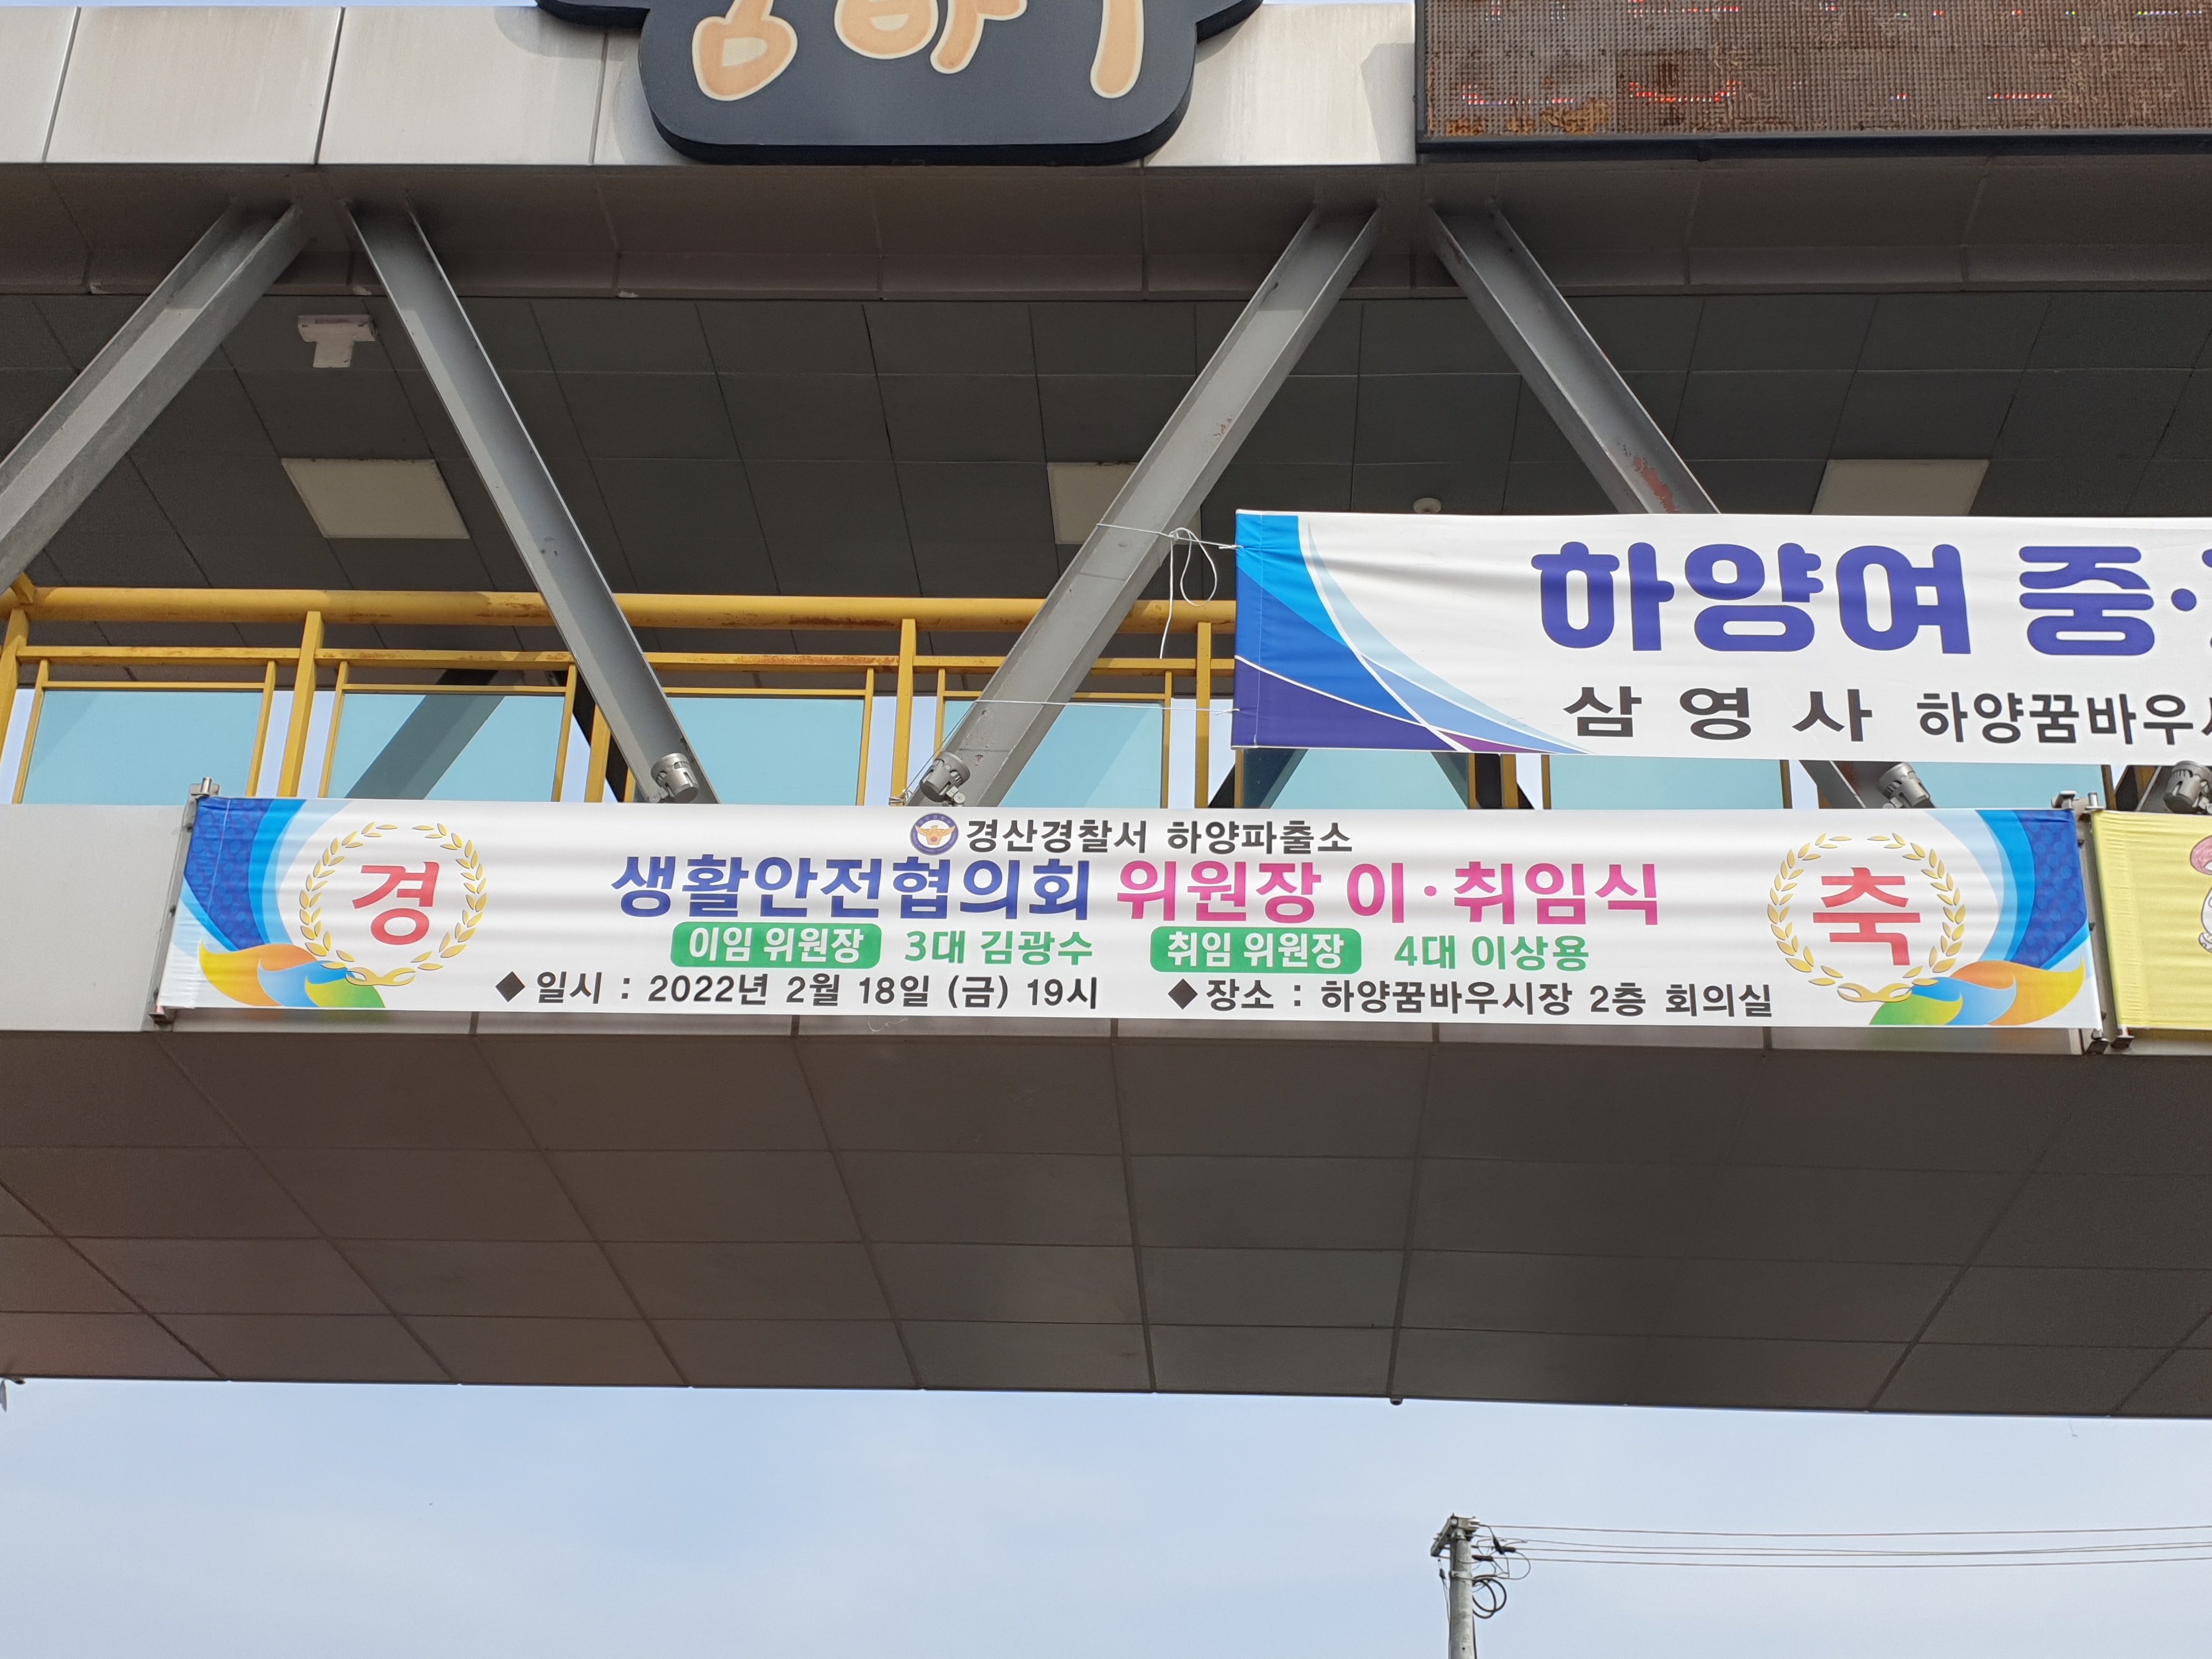 하양여 중·
삼영사 하양꿈바우시
경산경찰서 하양파출소
경 축
생활안전협의회 위원장 이·취임식
이임 위원장 3대 김광수 취임 위원장 4대 이상용
◆일시 : 2022년 2월 18일 (금) 19시 ◆장소 : 하양꿈바우시장 2층 회의실